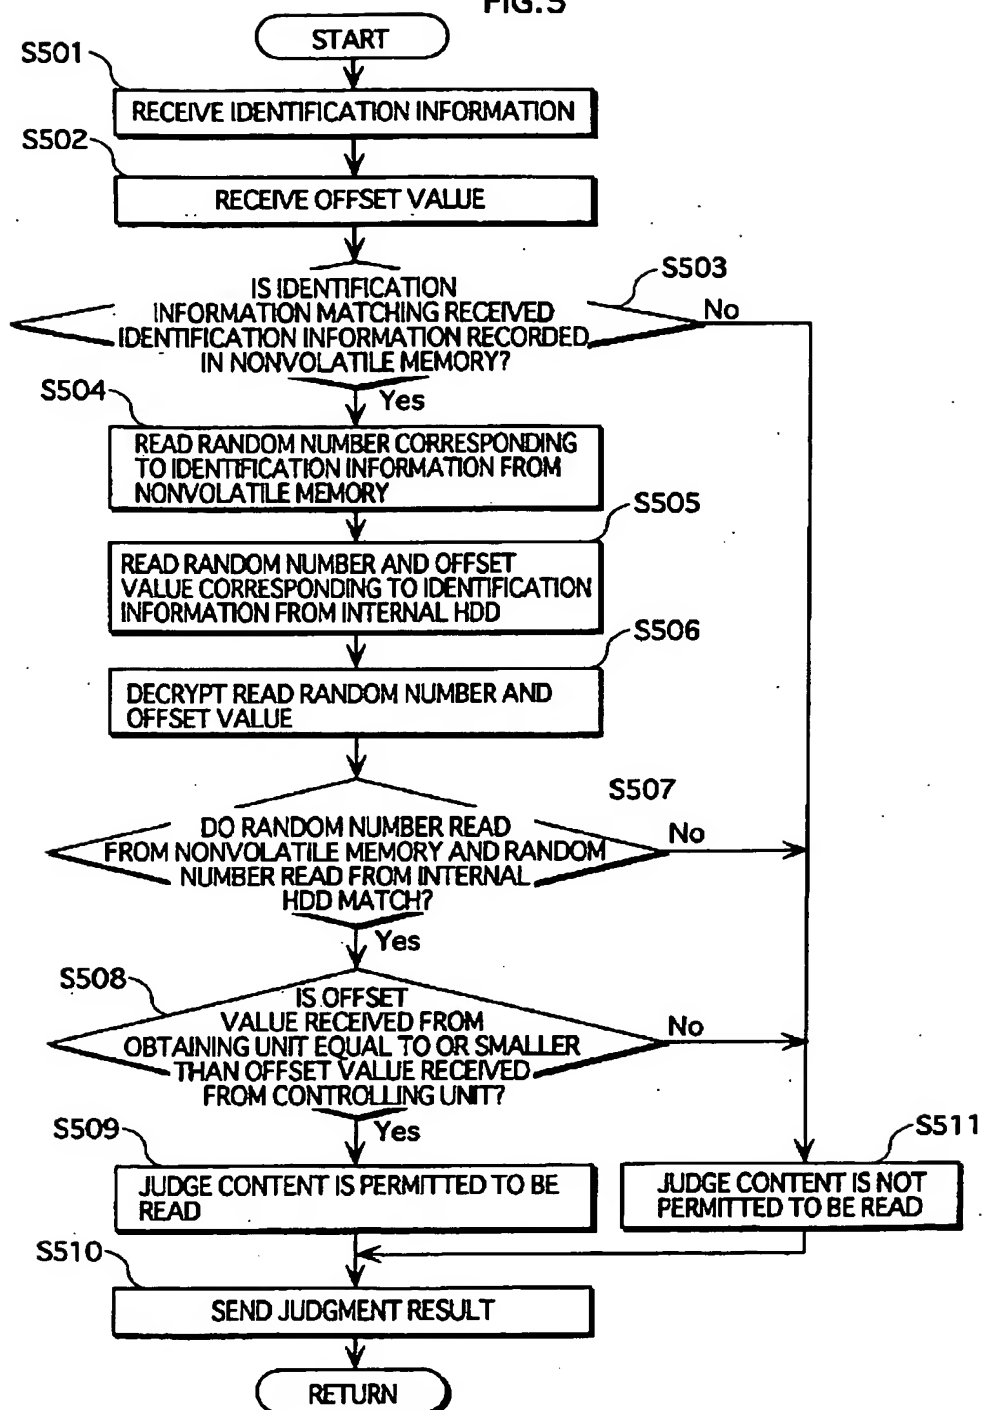 FIG.5
START
S501
RECEIVE IDENTIFICATION INFORMATION
S502
RECEIVE OFFSET VALUE
S503
IS IDENTIFICATION
INFORMATION MATCHING RECEIVED
IDENTIFICATION INFORMATION RECORDED
IN NONVOLATILE MEMORY?
No
Yes
S504
READ RANDOM NUMBER CORRESPONDING
TO IDENTIFICATION INFORMATION FROM
NONVOLATILE MEMORY
S505
READ RANDOM NUMBER AND OFFSET
VALUE CORRESPONDING TO IDENTIFICATION
INFORMATION FROM INTERNAL HDD
S506
DECRYPT READ RANDOM NUMBER AND
OFFSET VALUE
S507
DO RANDOM NUMBER READ
FROM NONVOLATILE MEMORY AND RANDOM
NUMBER READ FROM INTERNAL
HDD MATCH?
No
Yes
S508
IS OFFSET
VALUE RECEIVED FROM
OBTAINING UNIT EQUAL TO OR SMALLER
THAN OFFSET VALUE RECEIVED
FROM CONTROLLING UNIT?
No
Yes
S509
JUDGE CONTENT IS PERMITTED TO BE
READ
S511
JUDGE CONTENT IS NOT
PERMITTED TO BE READ
S510
SEND JUDGMENT RESULT
RETURN